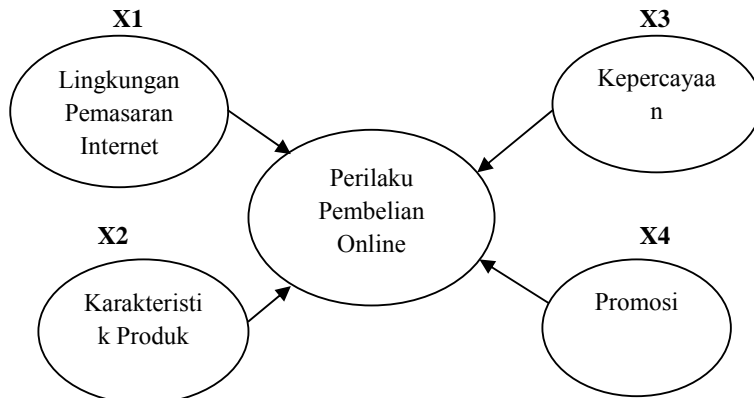 X1
Lingkungan
Pemasaran
Internet
X3
Kepercayaa
n
Perilaku
Pembelian
Online
X2
Karakteristi
k Produk
X4
Promosi